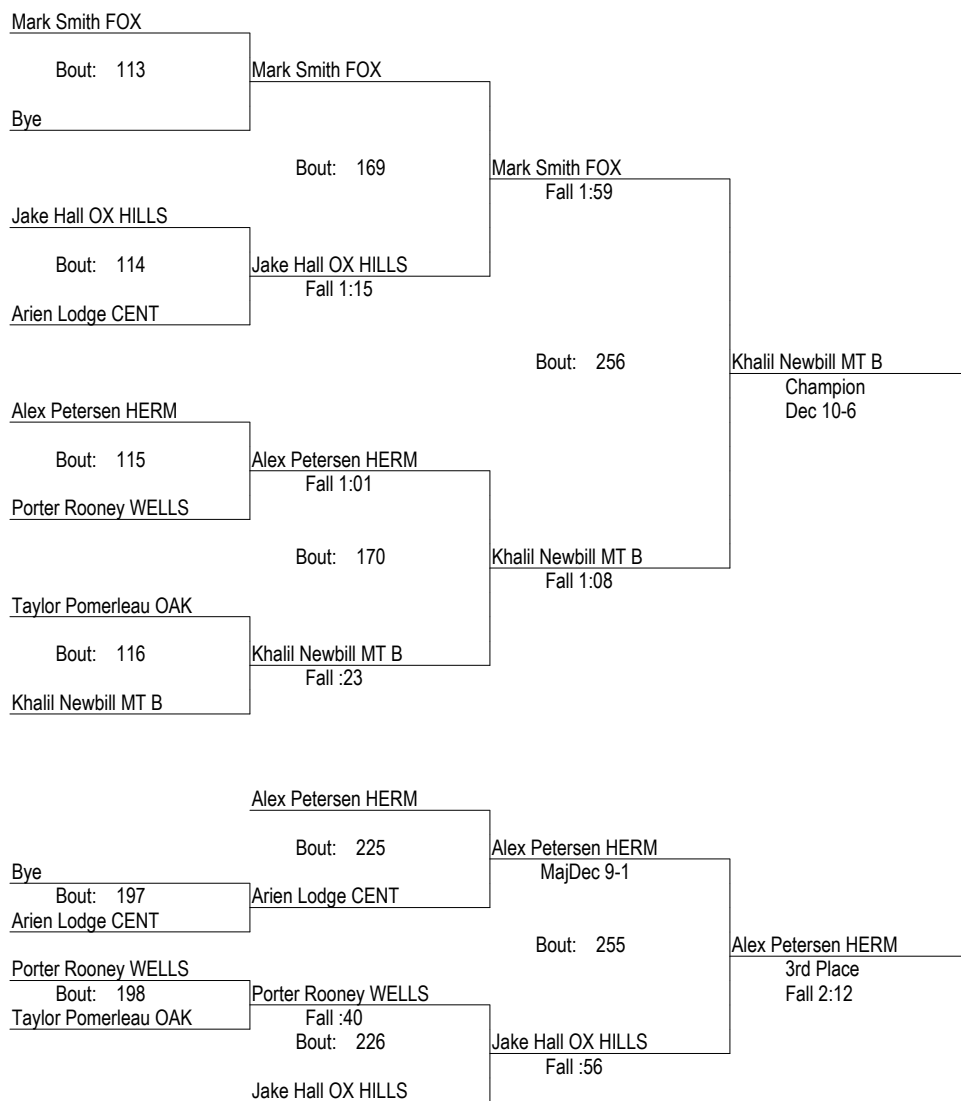 Mark Smith FOX
Bout: 113
Mark Smith FOX
Bye
Bout: 169
Mark Smith FOX
Fall 1:59
Jake Hall OX HILLS
Bout: 114
Jake Hall OX HILLS
Fall 1:15
Arien Lodge CENT
Bout: 256
Khalil Newbill MT B
Champion
Dec 10-6
Alex Petersen HERM
Bout: 115
Alex Petersen HERM
Fall 1:01
Porter Rooney WELLS
Bout: 170
Khalil Newbill MT B
Fall 1:08
Taylor Pomerleau OAK
Bout: 116
Khalil Newbill MT B
Fall :23
Khalil Newbill MT B
Alex Petersen HERM
Bout: 225
Alex Petersen HERM
MajDec 9-1
Bye
Bout: 197
Arien Lodge CENT
Arien Lodge CENT
Bout: 255
Alex Petersen HERM
3rd Place
Fall 2:12
Porter Rooney WELLS
Bout: 198
Porter Rooney WELLS
Fall :40
Taylor Pomerleau OAK
Bout: 226
Jake Hall OX HILLS
Fall :56
Jake Hall OX HILLS